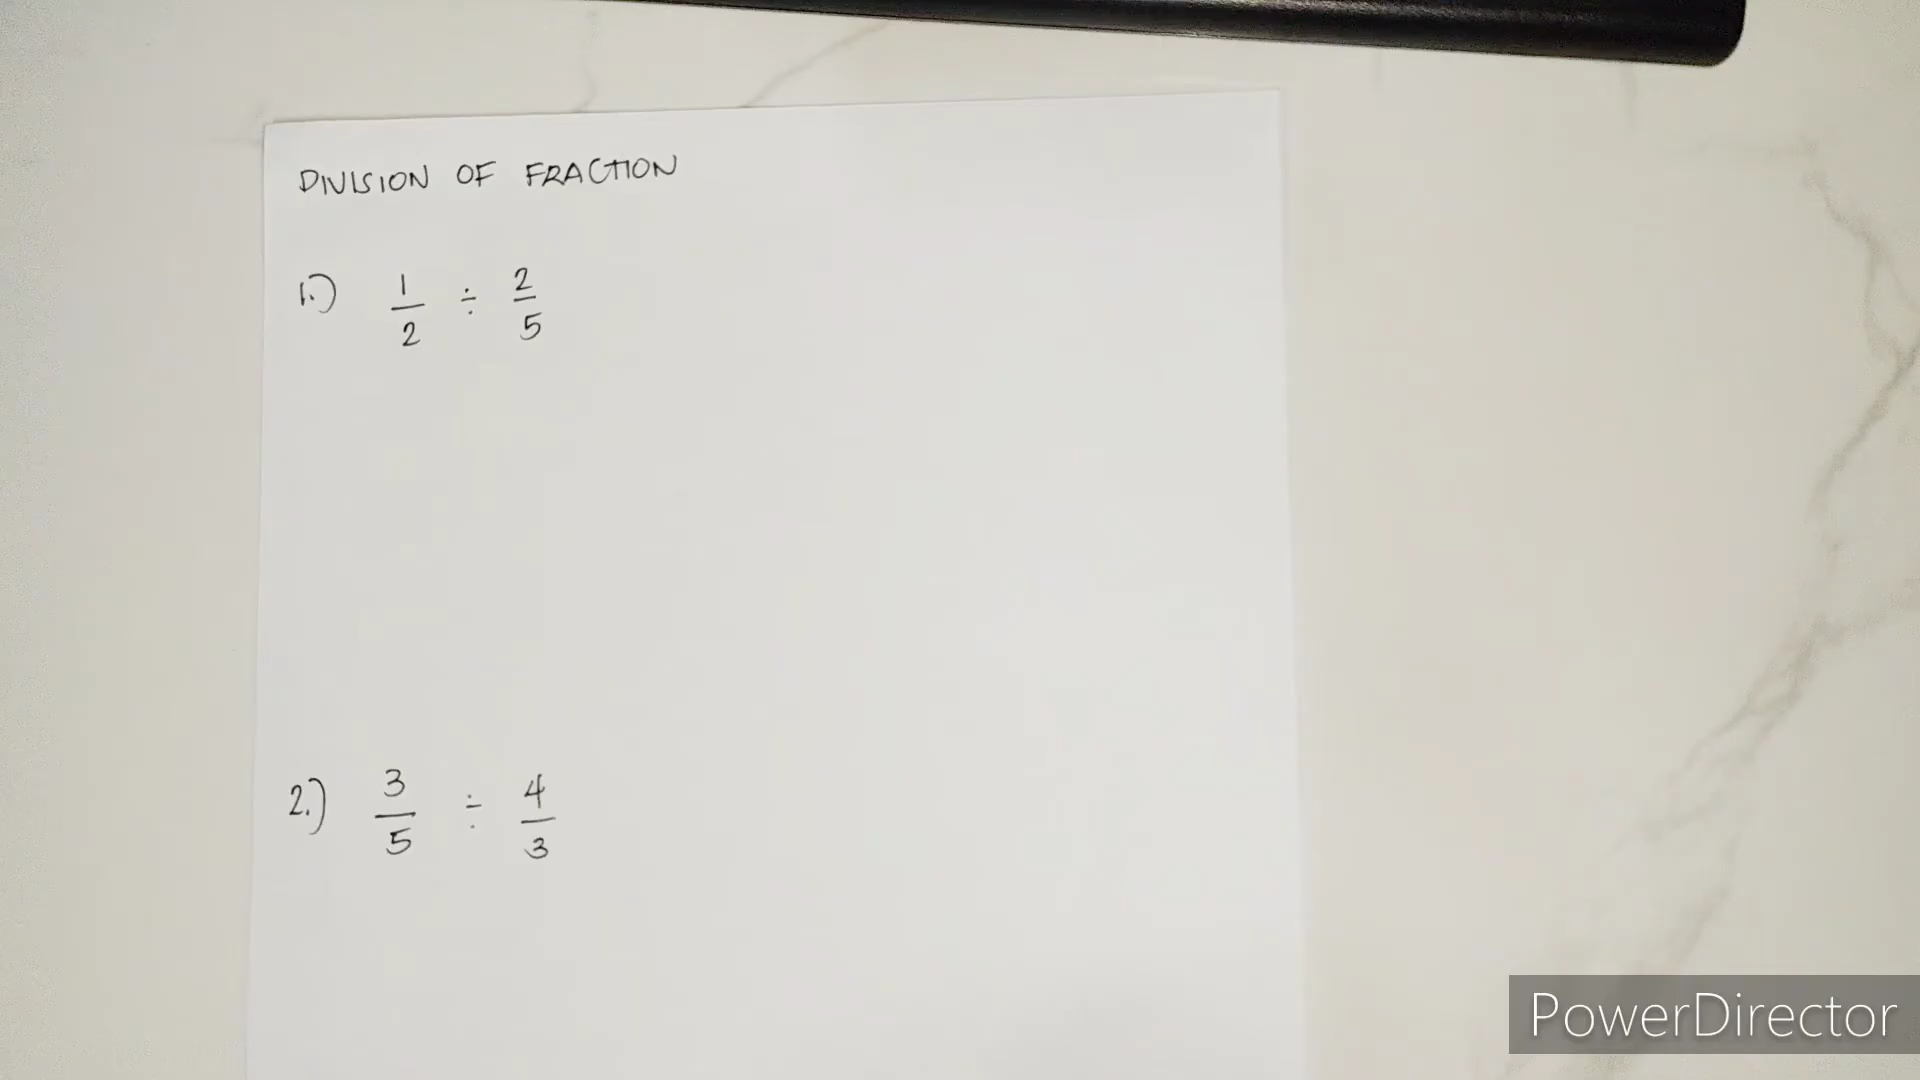 DIVISION OF FRACTION
1.) 1/2 ÷ 2/5
2.) 3/5 ÷ 4/3
PowerDirector